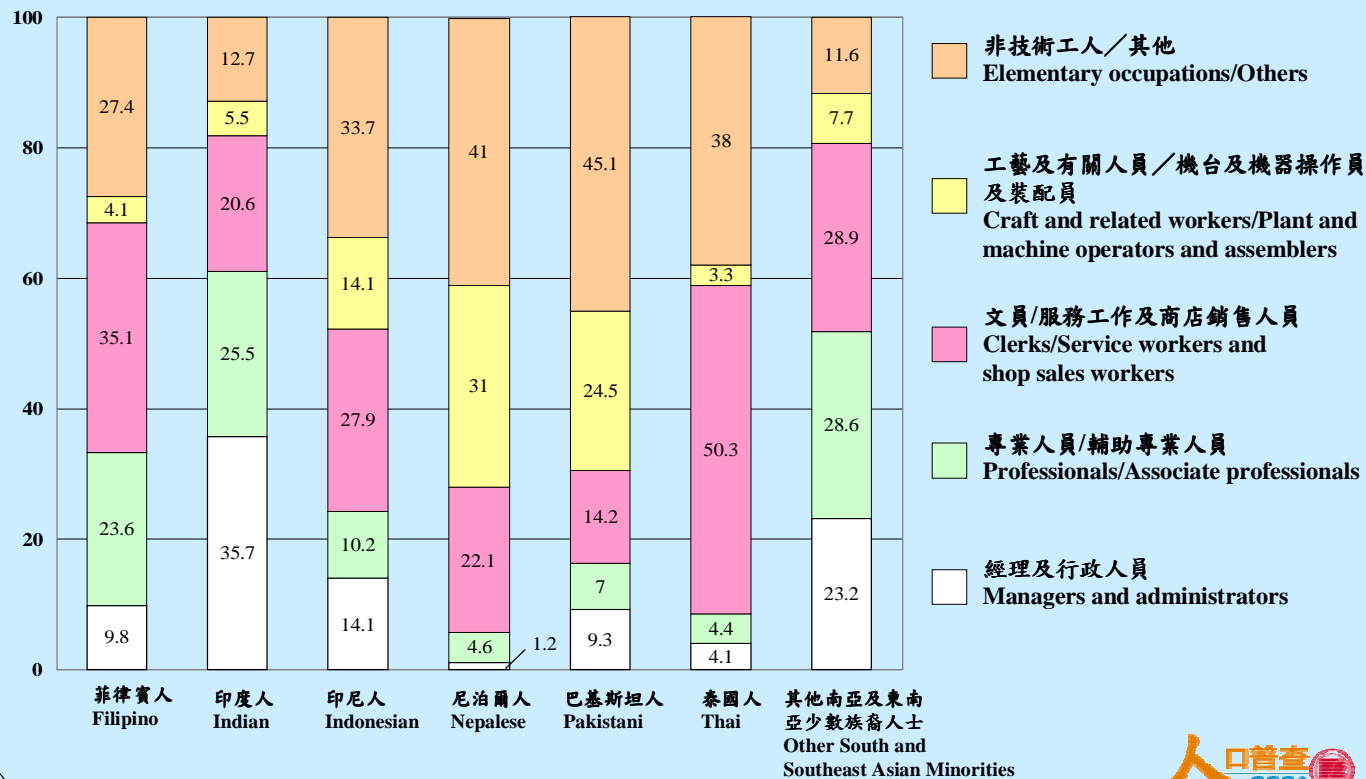 100
80
60
40
20
0
27.4
4.1
35.1
23.6
9.8
12.7
5.5
20.6
25.5
35.7
33.7
14.1
27.9
10.2
14.1
41
31
22.1
4.6
1.2
45.1
24.5
14.2
7
9.3
38
3.3
50.3
4.4
4.1
11.6
7.7
28.9
28.6
23.2
菲律賓人
Filipino
印度人
Indian
印尼人
Indonesian
尼泊爾人
Nepalese
巴基斯坦人
Pakistani
泰國人
Thai
其他南亞及東南
亞少數族裔人士
Other South and
Southeast Asian Minorities
非技術工人／其他
Elementary occupations/Others
工藝及有關人員／機台及機器操作員
及裝配員
Craft and related workers/Plant and
machine operators and assemblers
文員/服務工作及商店銷售人員
Clerks/Service workers and
shop sales workers
專業人員/輔助專業人員
Professionals/Associate professionals
經理及行政人員
Managers and administrators
人口普查